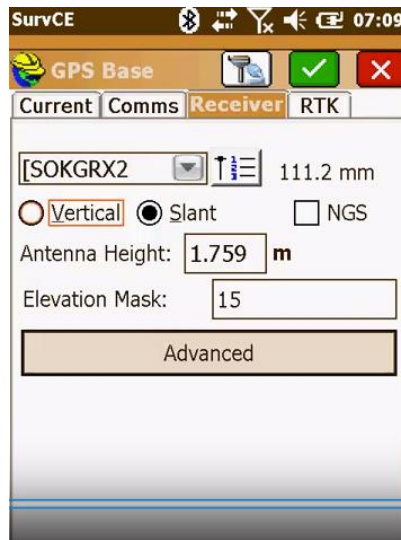 SurvCE 07:09
GPS Base
Current Comms Receiver RTK
[SOKGRX2 111.2 mm
Vertical Slant NGS
Antenna Height: 1.759 m
Elevation Mask: 15
Advanced